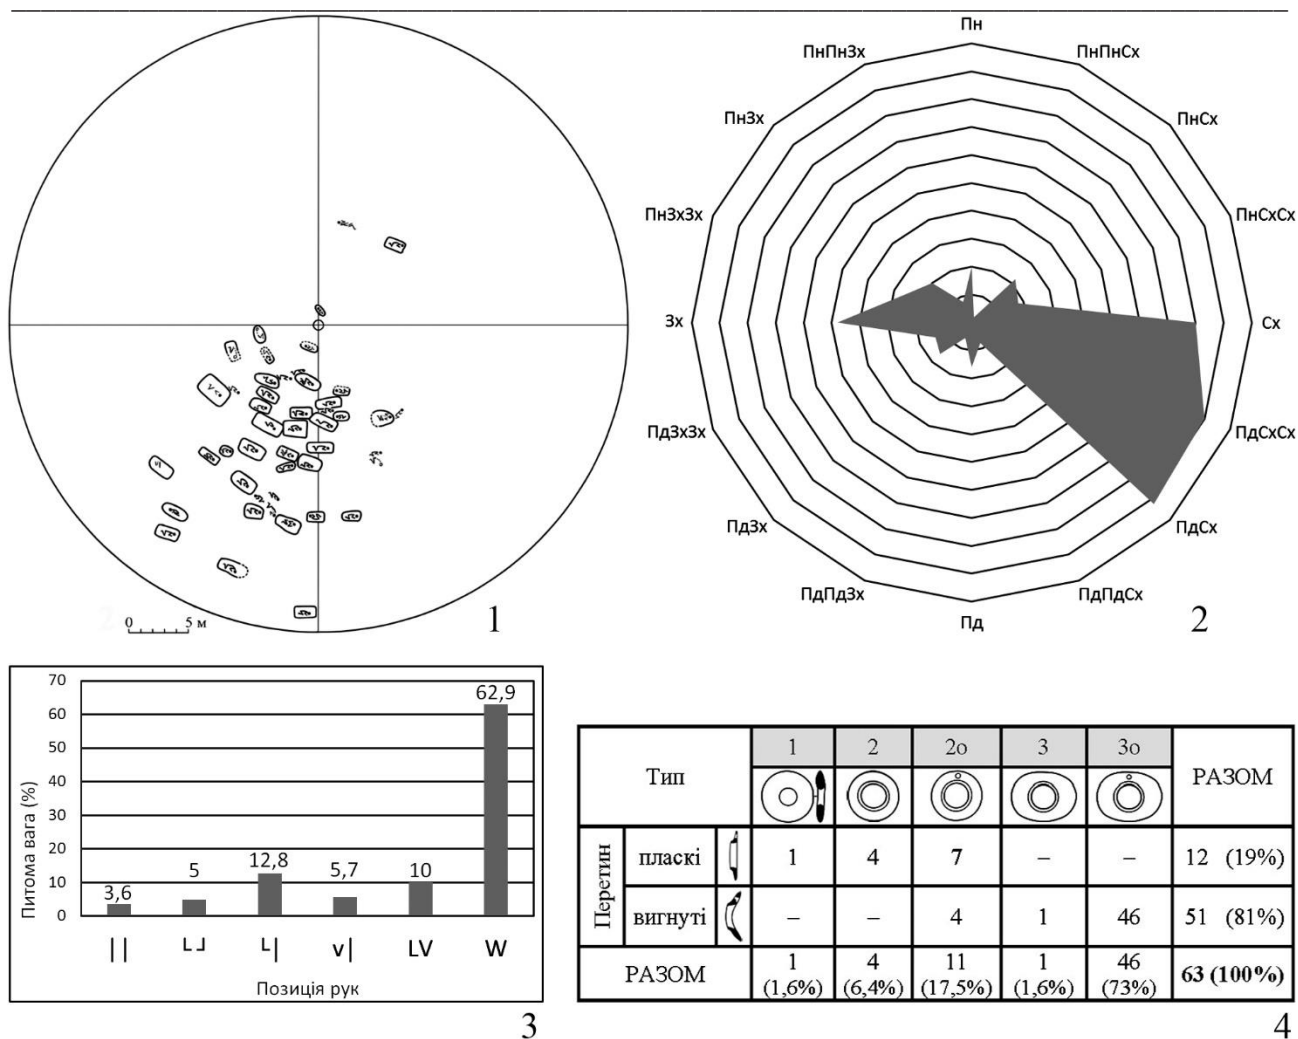 Пн
ПнПнЗх
ПнПнСх
ПнЗх
ПнСх
ПнЗхЗх
ПнСхСх
Зх
Сх
ПдЗхЗх
ПдСхСх
ПдЗх
ПдСх
ПдПдЗх
ПдПдСх
Пд
0 5 м
1
2
70
60
50
40
30
20
10
0
Питома вага (%)
3,6
5
12,8
5,7
10
62,9
| |
└ ┘
└ |
v |
LV
W
Позиція рук
3
Тип
1 2 2о 3 3о
РАЗОМ
Перетин
пласкі 1 4 7 – – 12 (19%)
вигнуті – – 4 1 46 51 (81%)
РАЗОМ 1 4 11 1 46 63 (100%)
(1,6%) (6,4%) (17,5%) (1,6%) (73%)
4